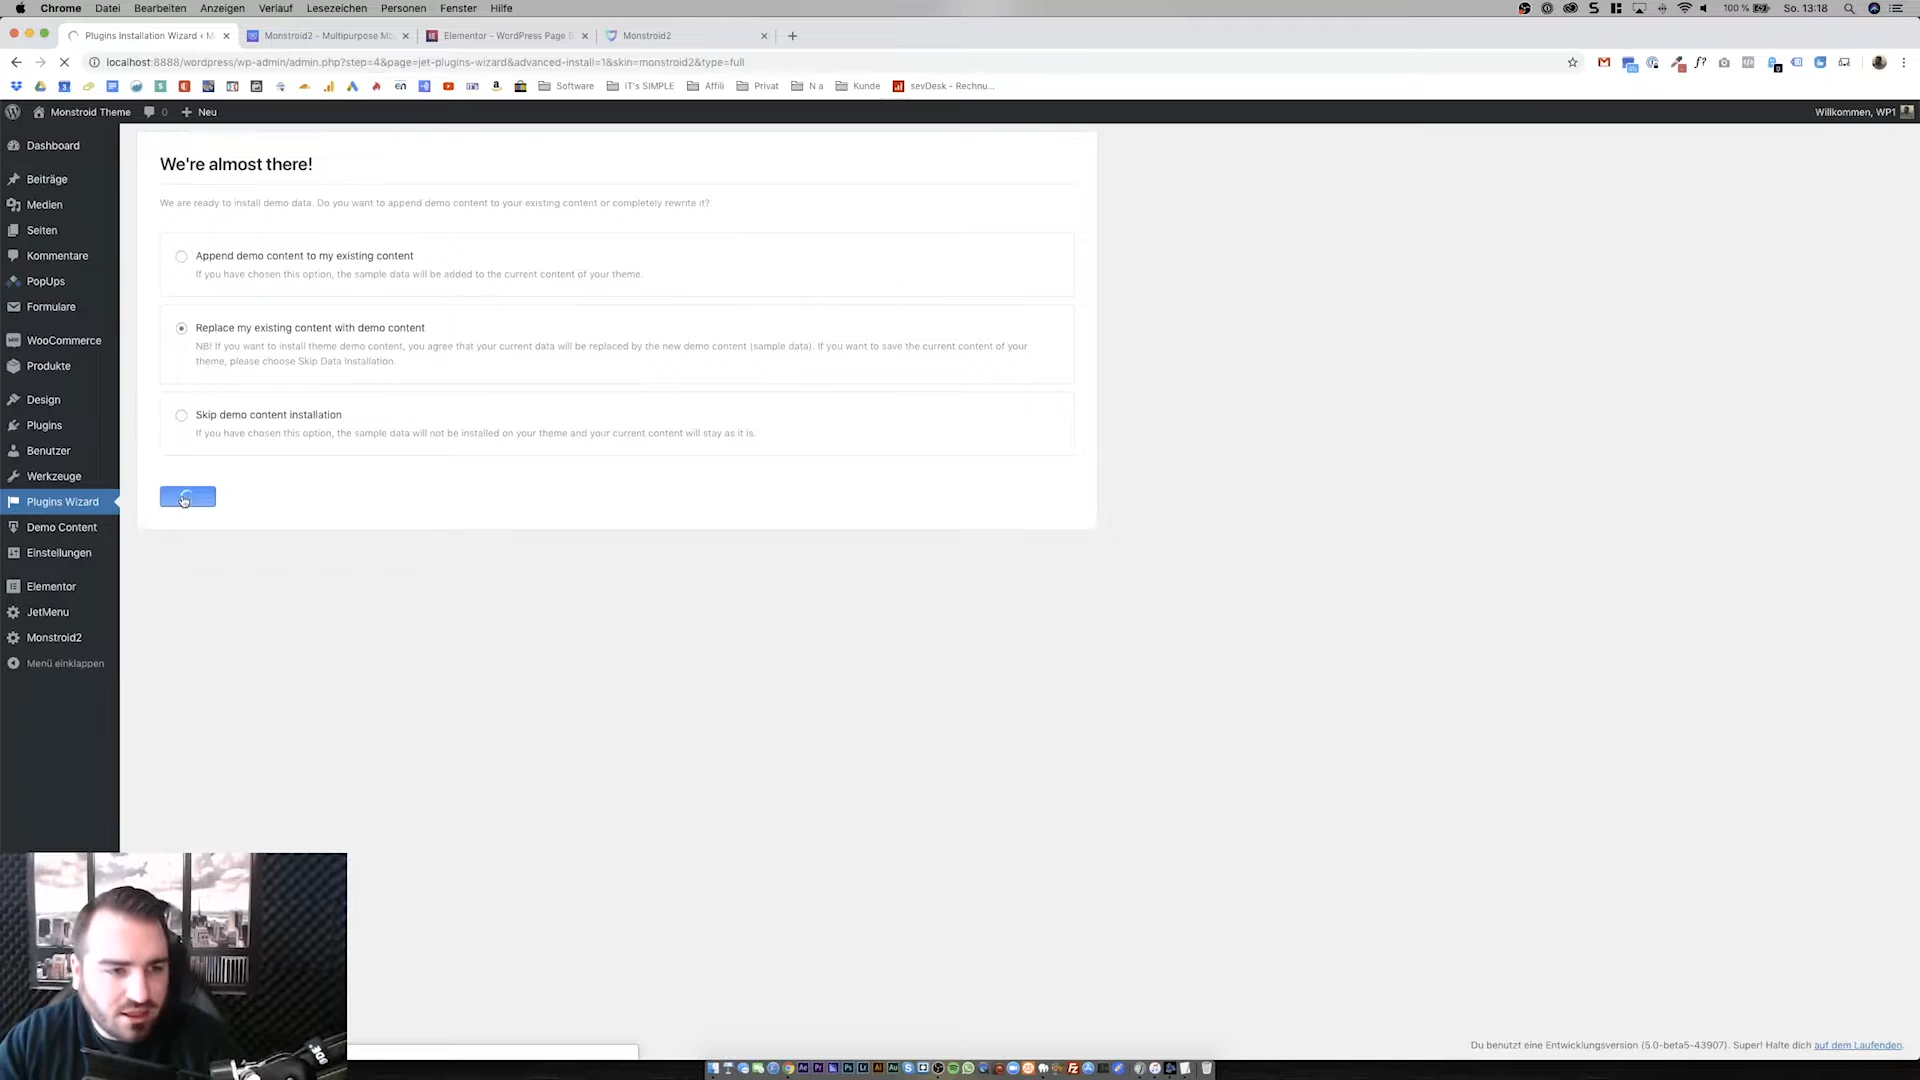 Chrome Datei Bearbeiten Anzeigen Verlauf Lesezeichen Personen Fenster Hilfe
100 % So. 13:18
Plugins Installation Wizard ‹ M
Monstroid2 - Multipurpose Mo
Elementor - WordPress Page B
Monstroid2
localhost:8888/wordpress/wp-admin/admin.php?step=4&page=jet-plugins-wizard&advanced-install=1&skin=monstroid2&type=full
Software IT's SIMPLE Affili Privat N a Kunde sevDesk - Rechnu...
Monstroid Theme 0 Neu
Willkommen, WP1
Dashboard
Beiträge
Medien
Seiten
Kommentare
PopUps
Formulare
WooCommerce
Produkte
Design
Plugins
Benutzer
Werkzeuge
Plugins Wizard
Demo Content
Einstellungen
Elementor
JetMenu
Monstroid2
Menü einklappen
We're almost there!
We are ready to install demo data. Do you want to append demo content to your existing content or completely rewrite it?
Append demo content to my existing content
If you have chosen this option, the sample data will be added to the current content of your theme.
Replace my existing content with demo content
NB! If you want to install theme demo content, you agree that your current data will be replaced by the new demo content (sample data). If you want to save the current content of your
theme, please choose Skip Data Installation.
Skip demo content installation
If you have chosen this option, the sample data will not be installed on your theme and your current content will stay as it is.
RØDE
Du benutzt eine Entwicklungsversion (5.0-beta5-43907). Super! Halte dich auf dem Laufenden.